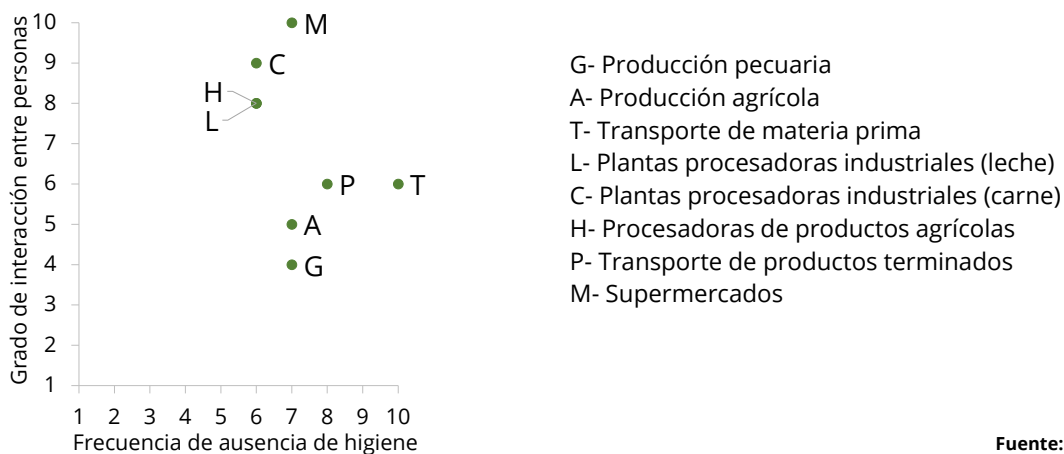 Grado de interacción entre personas
10
9
8
7
6
5
4
3
2
1
M
C
H
L
P
T
A
G
1 2 3 4 5 6 7 8 9 10
Frecuencia de ausencia de higiene
G- Producción pecuaria
A- Producción agrícola
T- Transporte de materia prima
L- Plantas procesadoras industriales (leche)
C- Plantas procesadoras industriales (carne)
H- Procesadoras de productos agrícolas
P- Transporte de productos terminados
M- Supermercados
Fuente: